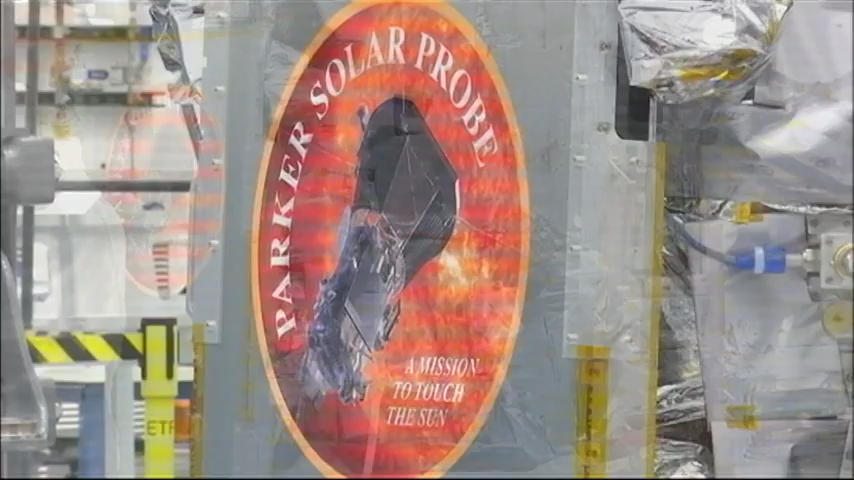 PARKER SOLAR PROBE
A MISSION
TO TOUCH
THE SUN